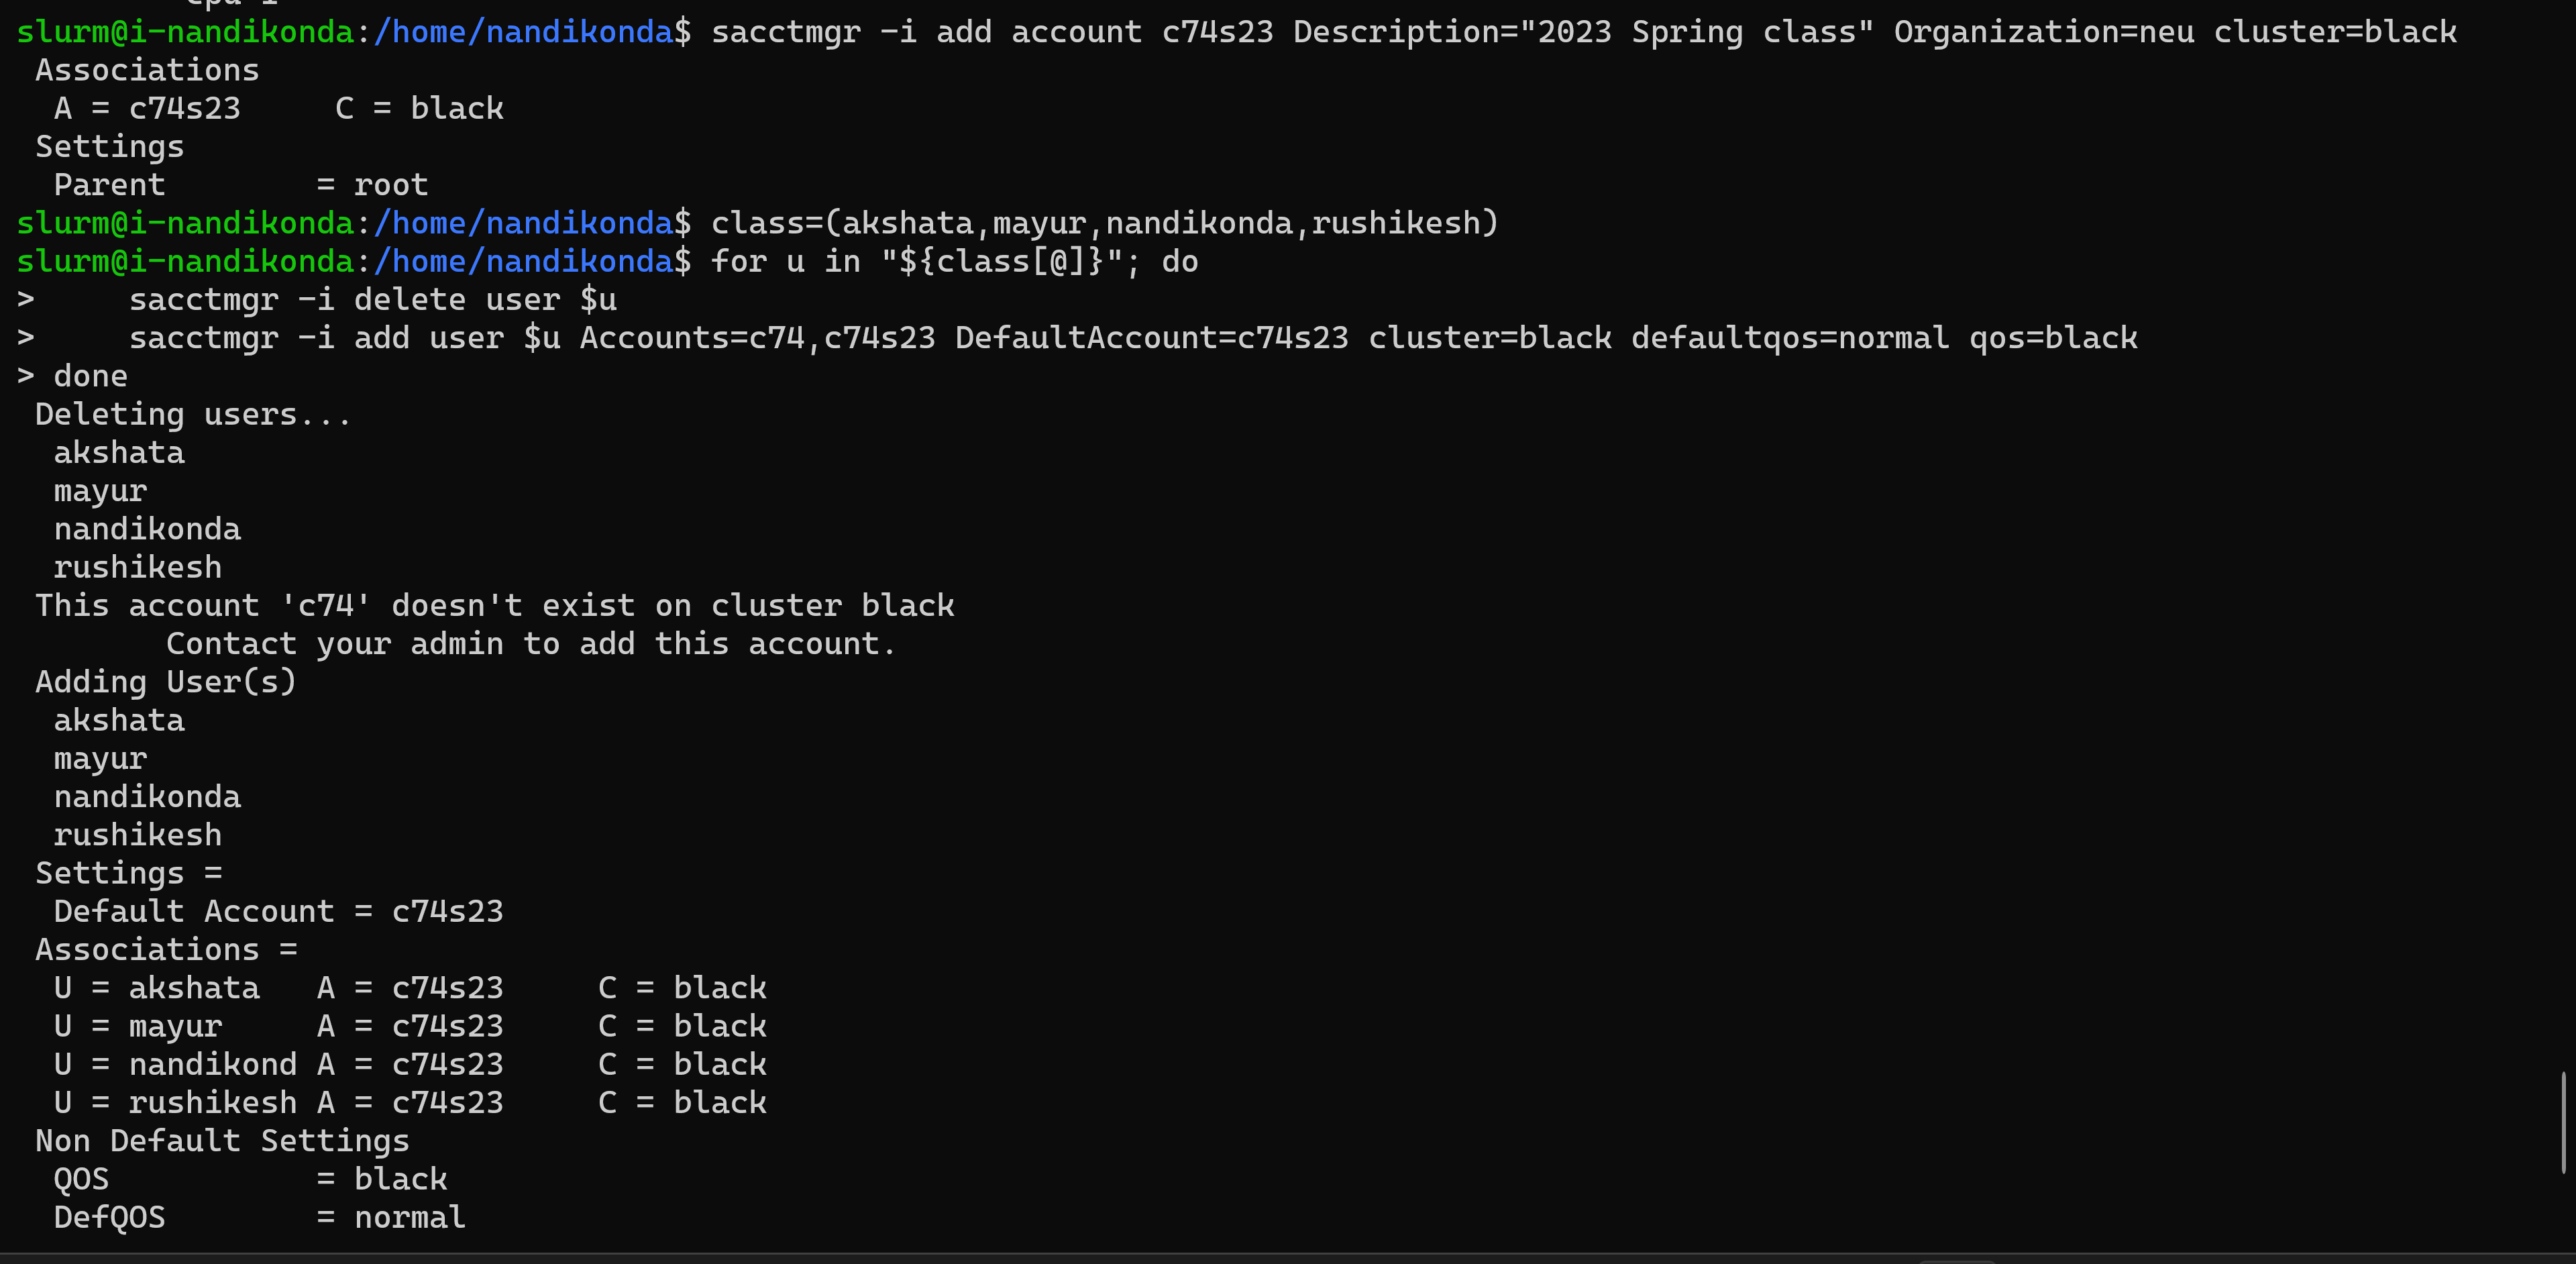 slurm@i-nandikonda:/home/nandikonda$ sacctmgr -i add account c74s23 Description="2023 Spring class" Organization=neu cluster=black
Associations
A = c74s23 C = black
Settings
Parent = root
slurm@i-nandikonda:/home/nandikonda$ class=(akshata,mayur,nandikonda,rushikesh)
slurm@i-nandikonda:/home/nandikonda$ for u in "${class[@]}"; do
> sacctmgr -i delete user $u
> sacctmgr -i add user $u Accounts=c74,c74s23 DefaultAccount=c74s23 cluster=black defaultqos=normal qos=black
> done
Deleting users...
akshata
mayur
nandikonda
rushikesh
This account 'c74' doesn't exist on cluster black
Contact your admin to add this account.
Adding User(s)
akshata
mayur
nandikonda
rushikesh
Settings =
Default Account = c74s23
Associations =
U = akshata A = c74s23 C = black
U = mayur A = c74s23 C = black
U = nandikond A = c74s23 C = black
U = rushikesh A = c74s23 C = black
Non Default Settings
QOS = black
DefQOS = normal